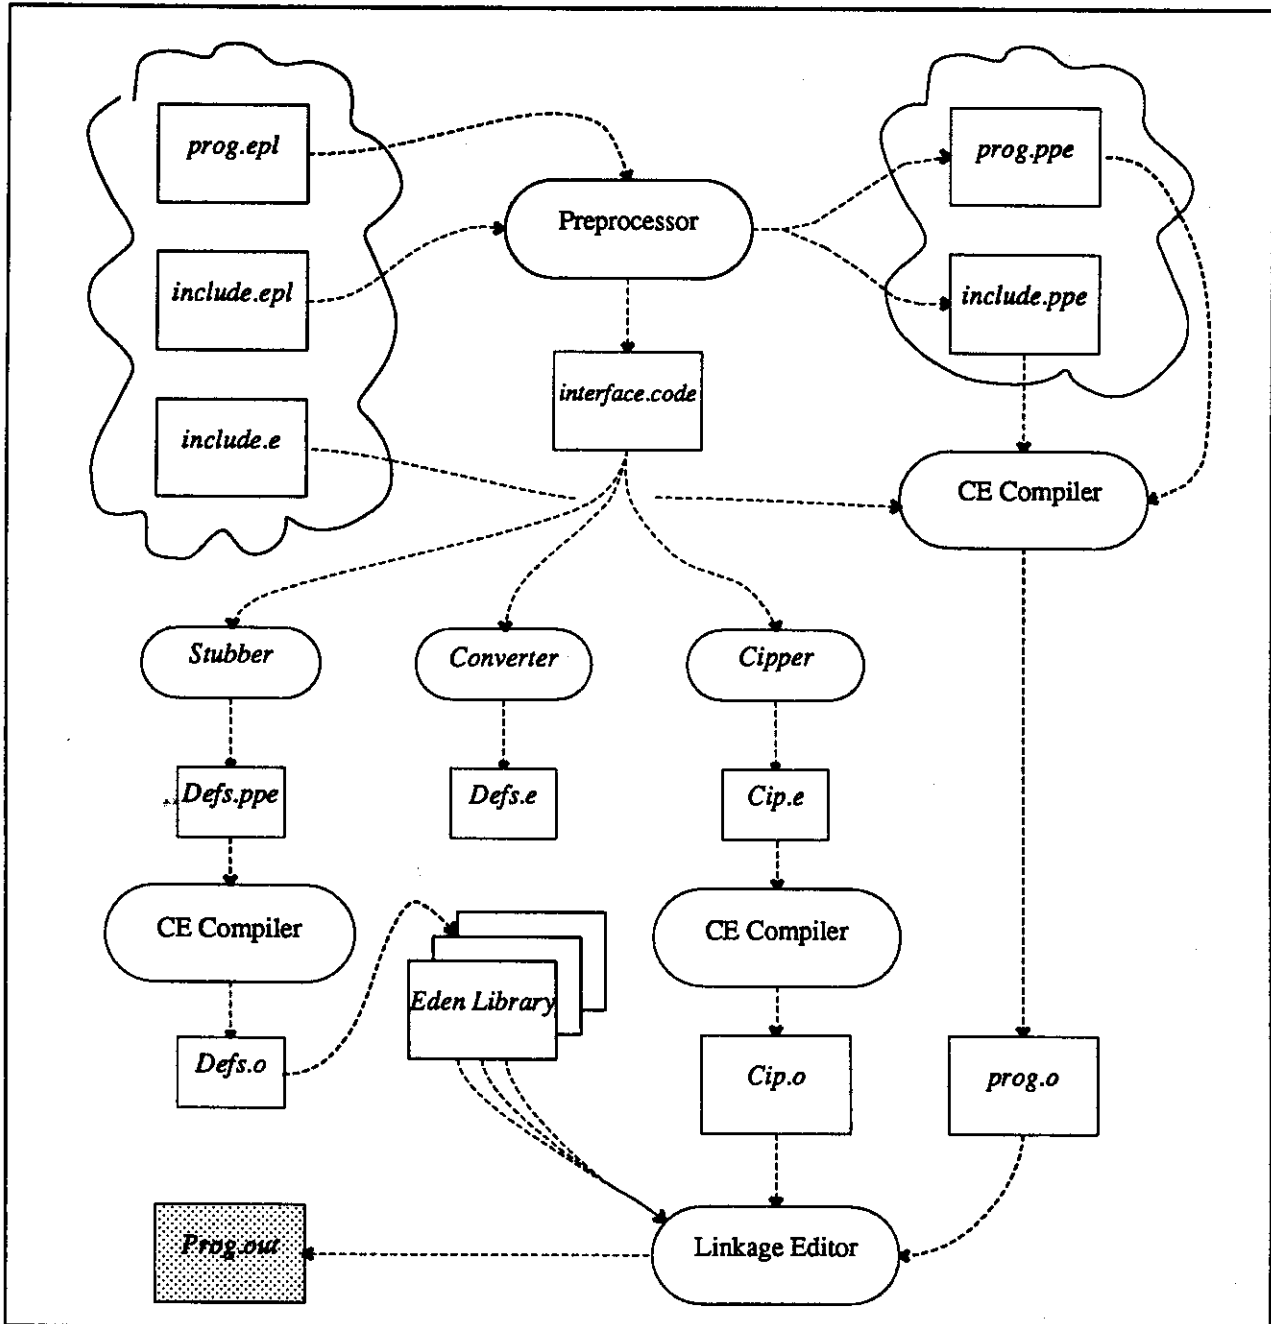 prog.epl
prog.ppe
Preprocessor
include.epl
include.ppe
interface.code
include.e
CE Compiler
Stubber
Converter
Cipper
Defs.ppe
Defs.e
Cip.e
CE Compiler
CE Compiler
Eden Library
Defs.o
Cip.o
prog.o
Prog.out
Linkage Editor